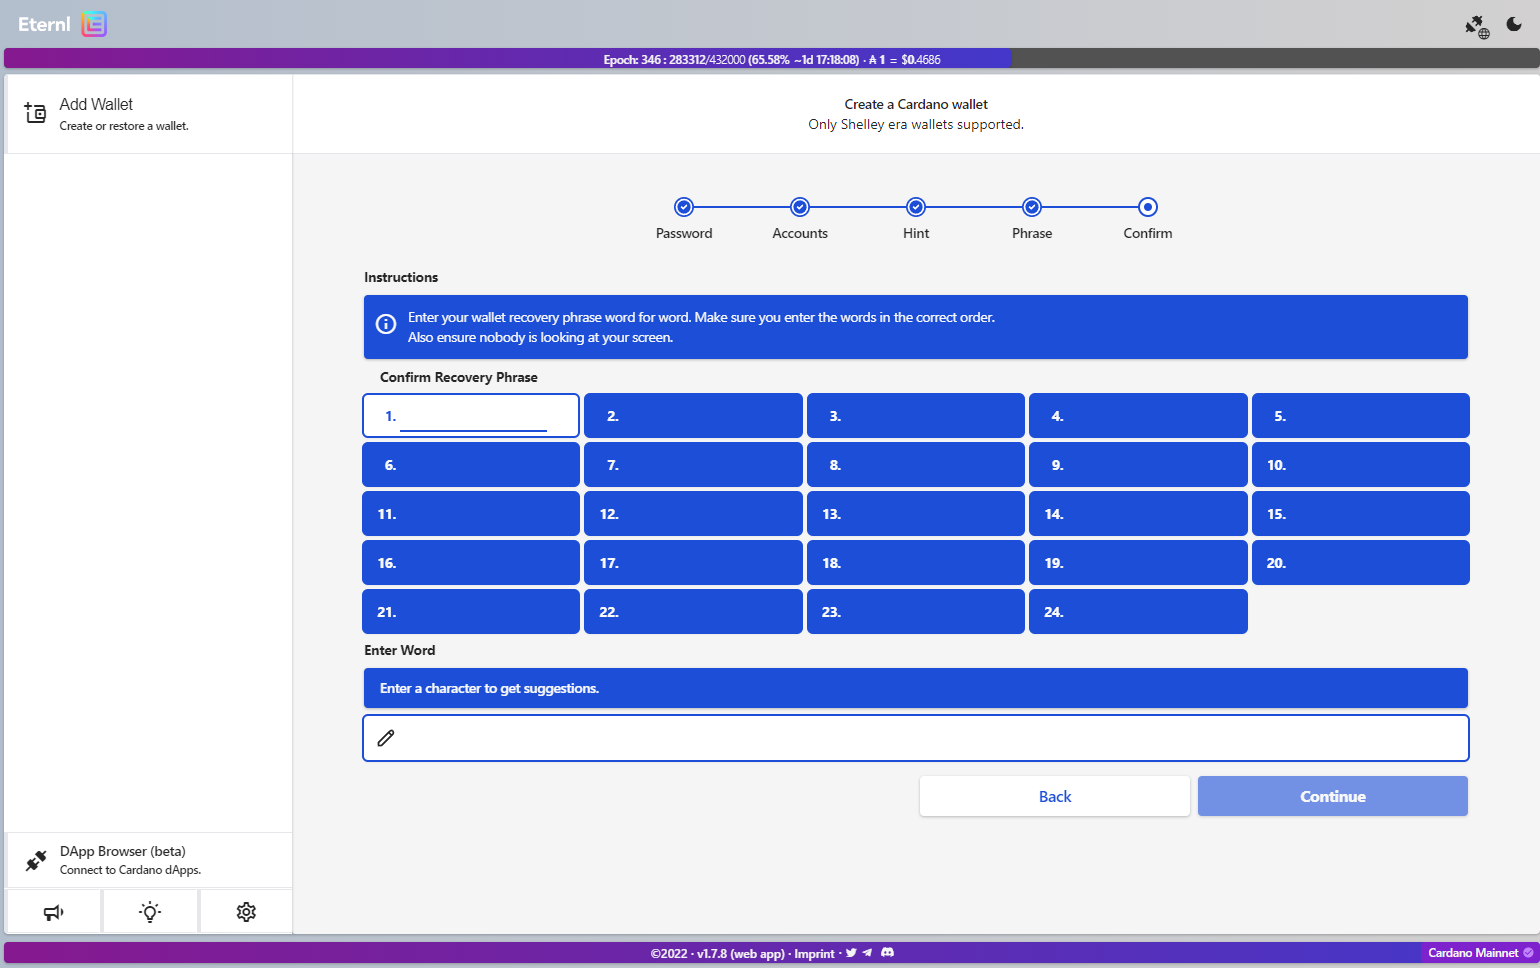 Eternl
Epoch: 346 : 283312/432000 (65.58% ~1d 17:18:08) · ₳ 1 = $0.4686
Add Wallet
Create or restore a wallet.
Create a Cardano wallet
Only Shelley era wallets supported.
Password
Accounts
Hint
Phrase
Confirm
Instructions
Enter your wallet recovery phrase word for word. Make sure you enter the words in the correct order.
Also ensure nobody is looking at your screen.
Confirm Recovery Phrase
1. 2. 3. 4. 5.
6. 7. 8. 9. 10.
11. 12. 13. 14. 15.
16. 17. 18. 19. 20.
21. 22. 23. 24.
Enter Word
Enter a character to get suggestions.
Back
Continue
DApp Browser (beta)
Connect to Cardano dApps.
©2022 · v1.7.8 (web app) · Imprint ·
Cardano Mainnet